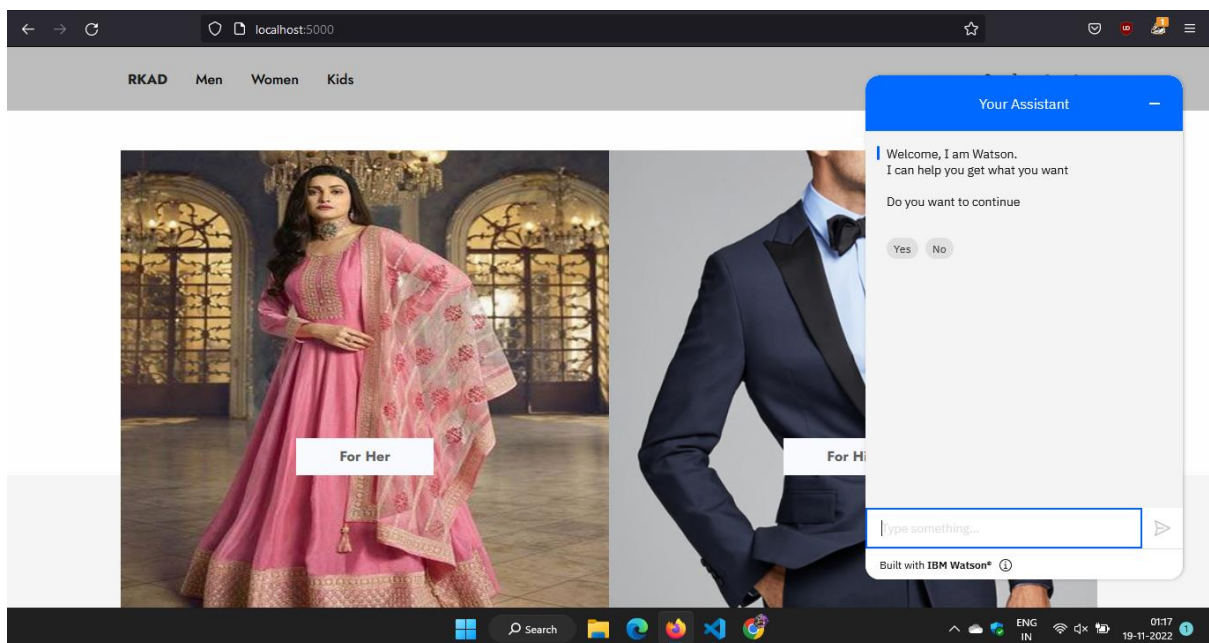 localhost:5000
RKAD Men Women Kids
Your Assistant
Welcome, I am Watson.
I can help you get what you want
Do you want to continue
Yes No
For Her
For Hi
Type something...
Built with IBM Watson®
Search
ENG
IN
01:17
19-11-2022
1